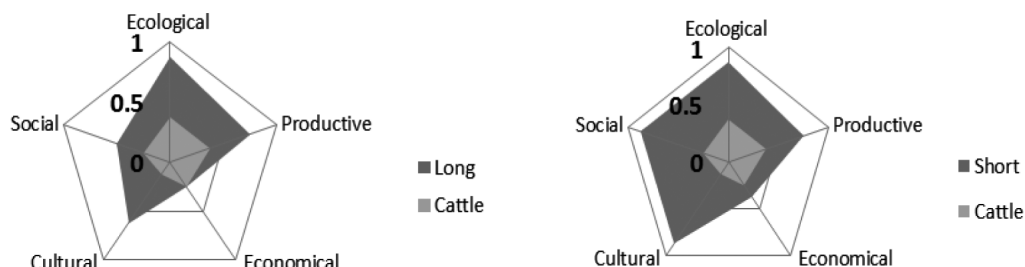 Ecological
1
0.5
0
Social
Productive
Cultural
Economical
Long
Cattle
Ecological
1
0.5
0
Social
Productive
Cultural
Economical
Short
Cattle